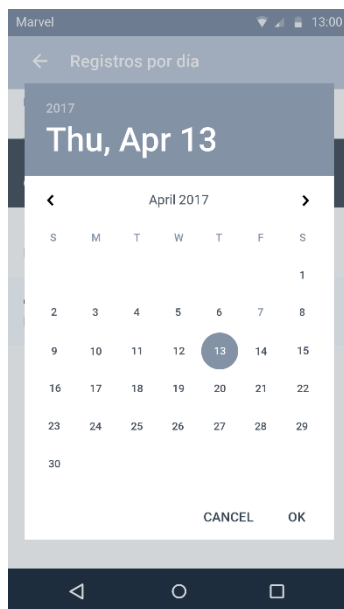 Marvel 13:00
Registros por día
2017
Thu, Apr 13
April 2017
S M T W T F S
1
2 3 4 5 6 7 8
9 10 11 12 13 14 15
16 17 18 19 20 21 22
23 24 25 26 27 28 29
30
CANCEL OK